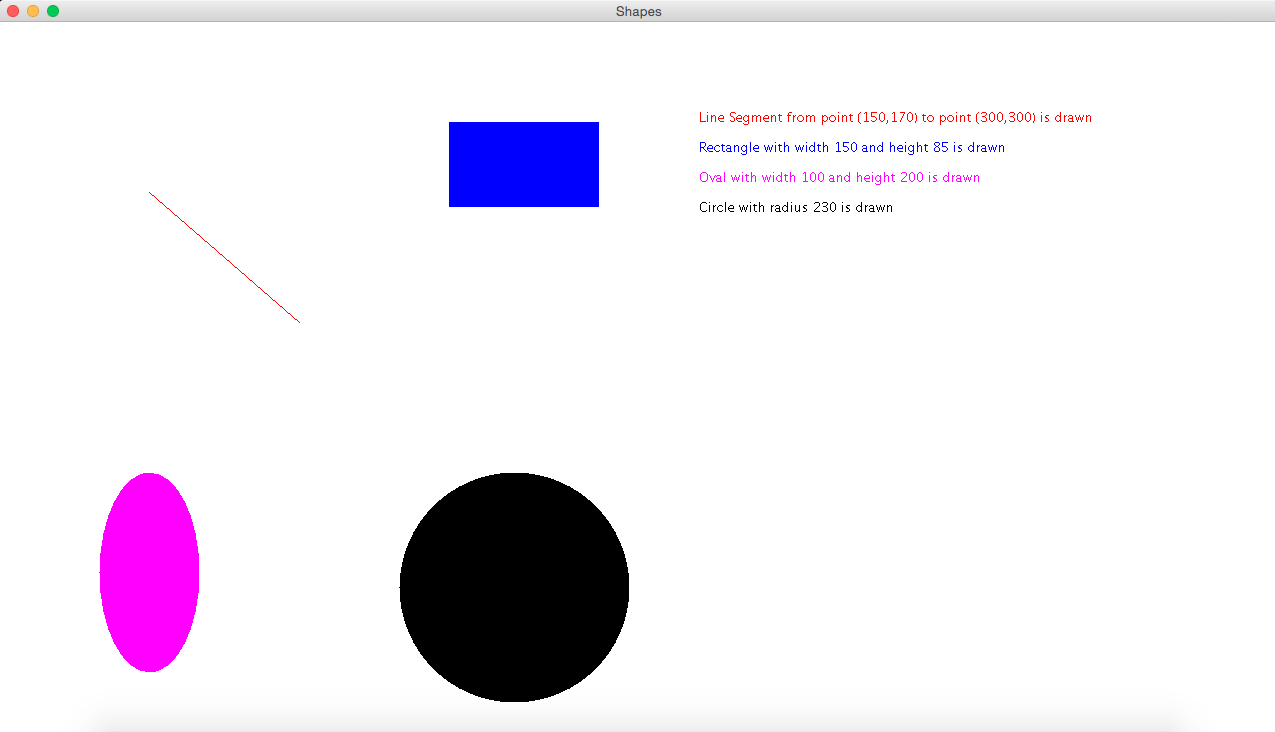 Shapes
Line Segment from point (150,170) to point (300,300) is drawn
Rectangle with width 150 and height 85 is drawn
Oval with width 100 and height 200 is drawn
Circle with radius 230 is drawn